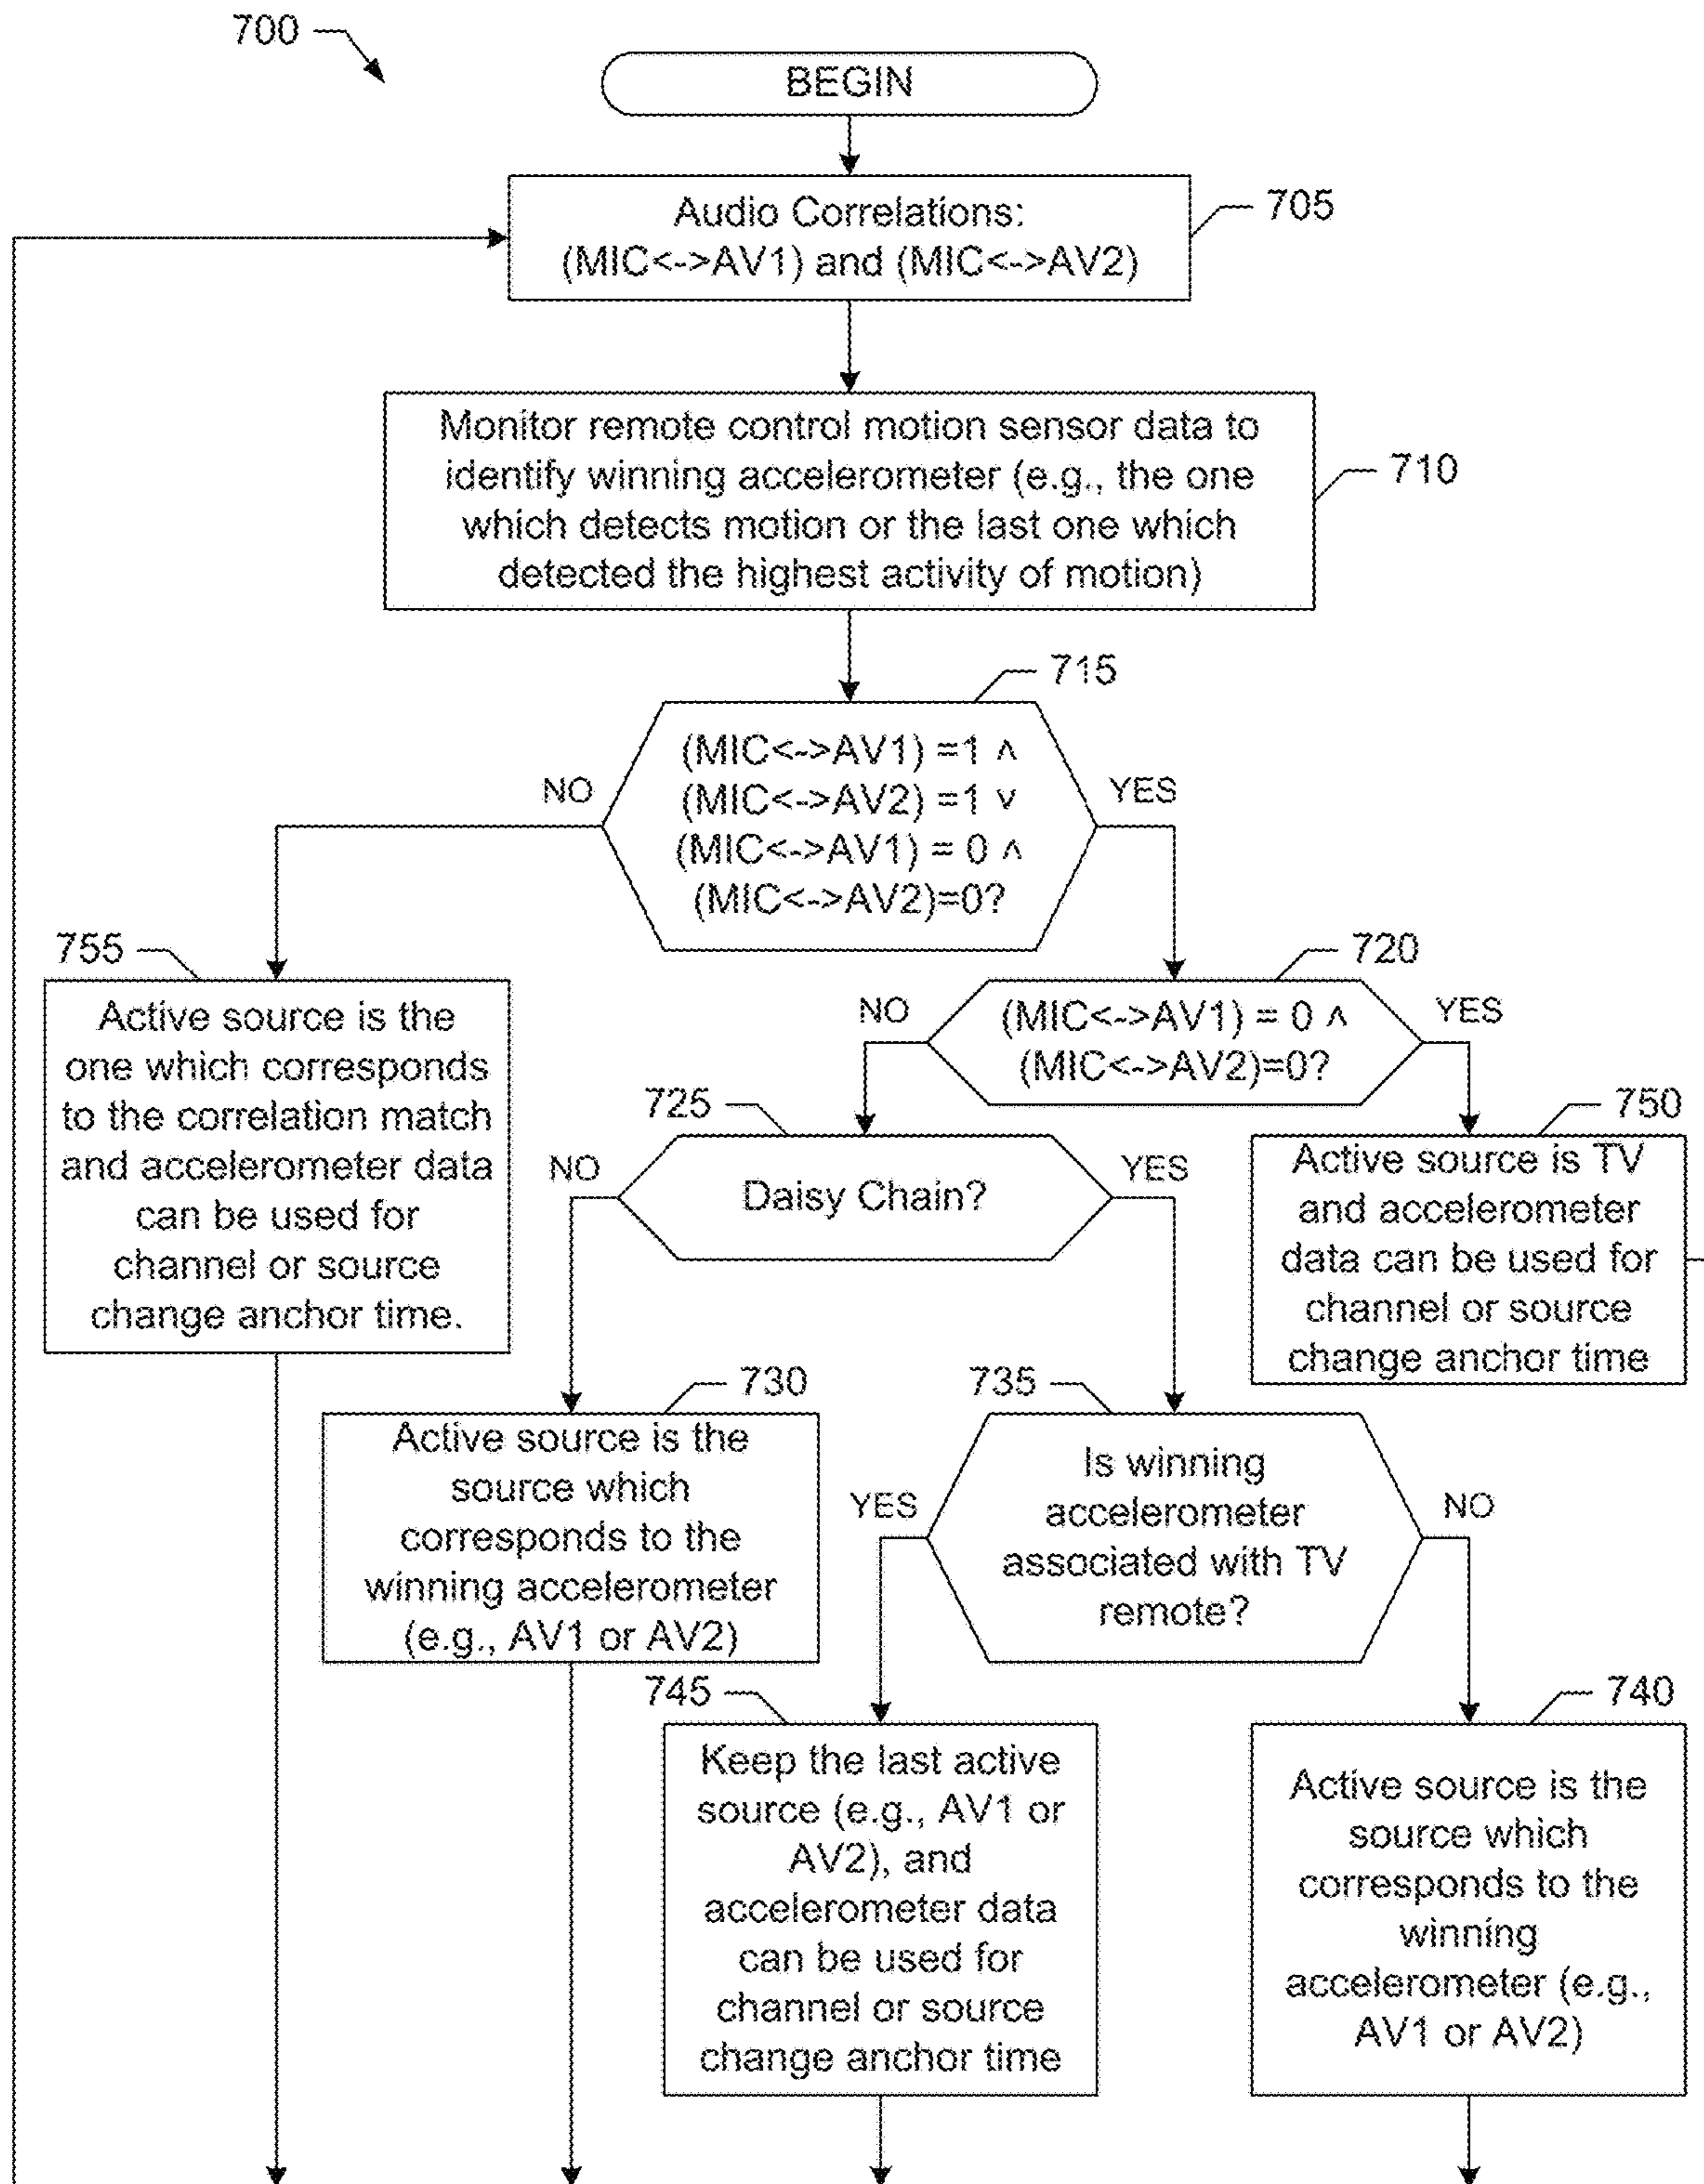 700
BEGIN
Audio Correlations:
(MIC<->AV1) and (MIC<->AV2)
705
Monitor remote control motion sensor data to
identify winning accelerometer (e.g., the one
which detects motion or the last one which
detected the highest activity of motion)
710
715
(MIC<->AV1) =1 ∧
(MIC<->AV2) =1 ∨
(MIC<->AV1) = 0 ∧
(MIC<->AV2)=0?
NO
YES
755
Active source is the
one which corresponds
to the correlation match
and accelerometer data
can be used for
channel or source
change anchor time.
720
NO
(MIC<->AV1) = 0 ∧
(MIC<->AV2)=0?
YES
725
NO
Daisy Chain?
YES
750
Active source is TV
and accelerometer
data can be used for
channel or source
change anchor time
730
Active source is the
source which
corresponds to the
winning accelerometer
(e.g., AV1 or AV2)
735
YES
Is winning
accelerometer
associated with TV
remote?
NO
745
Keep the last active
source (e.g., AV1 or
AV2), and
accelerometer data
can be used for
channel or source
change anchor time
740
Active source is the
source which
corresponds to the
winning
accelerometer (e.g.,
AV1 or AV2)